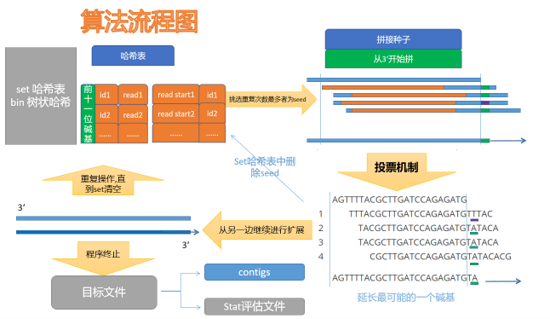 算法流程图
set 哈希表
bin 树状哈希
哈希表
前十一位碱基
id1
read1
read start1
id1
id2
read2
read start2
id2
……
……
……
……
挑选重复次数最多者为seed
拼接种子
从3’开始拼
Set哈希表中删
除seed
投票机制
AGTTTTACGCTTGATCCAGAGATG
1 TTTACGCTTGATCCAGAGATGTTTAC
2 TACGCTTGATCCAGAGATGTATACA
3 TACGCTTGATCCAGAGATGTATACA
4 CGCTTGATCCAGAGATGTATACACG
AGTTTTACGCTTGATCCAGAGATGTA
延长最可能的一个碱基
从另一边继续进行扩展
重复操作,直
到set清空
3’
3’
程序终止
目标文件
contigs
Stat评估文件